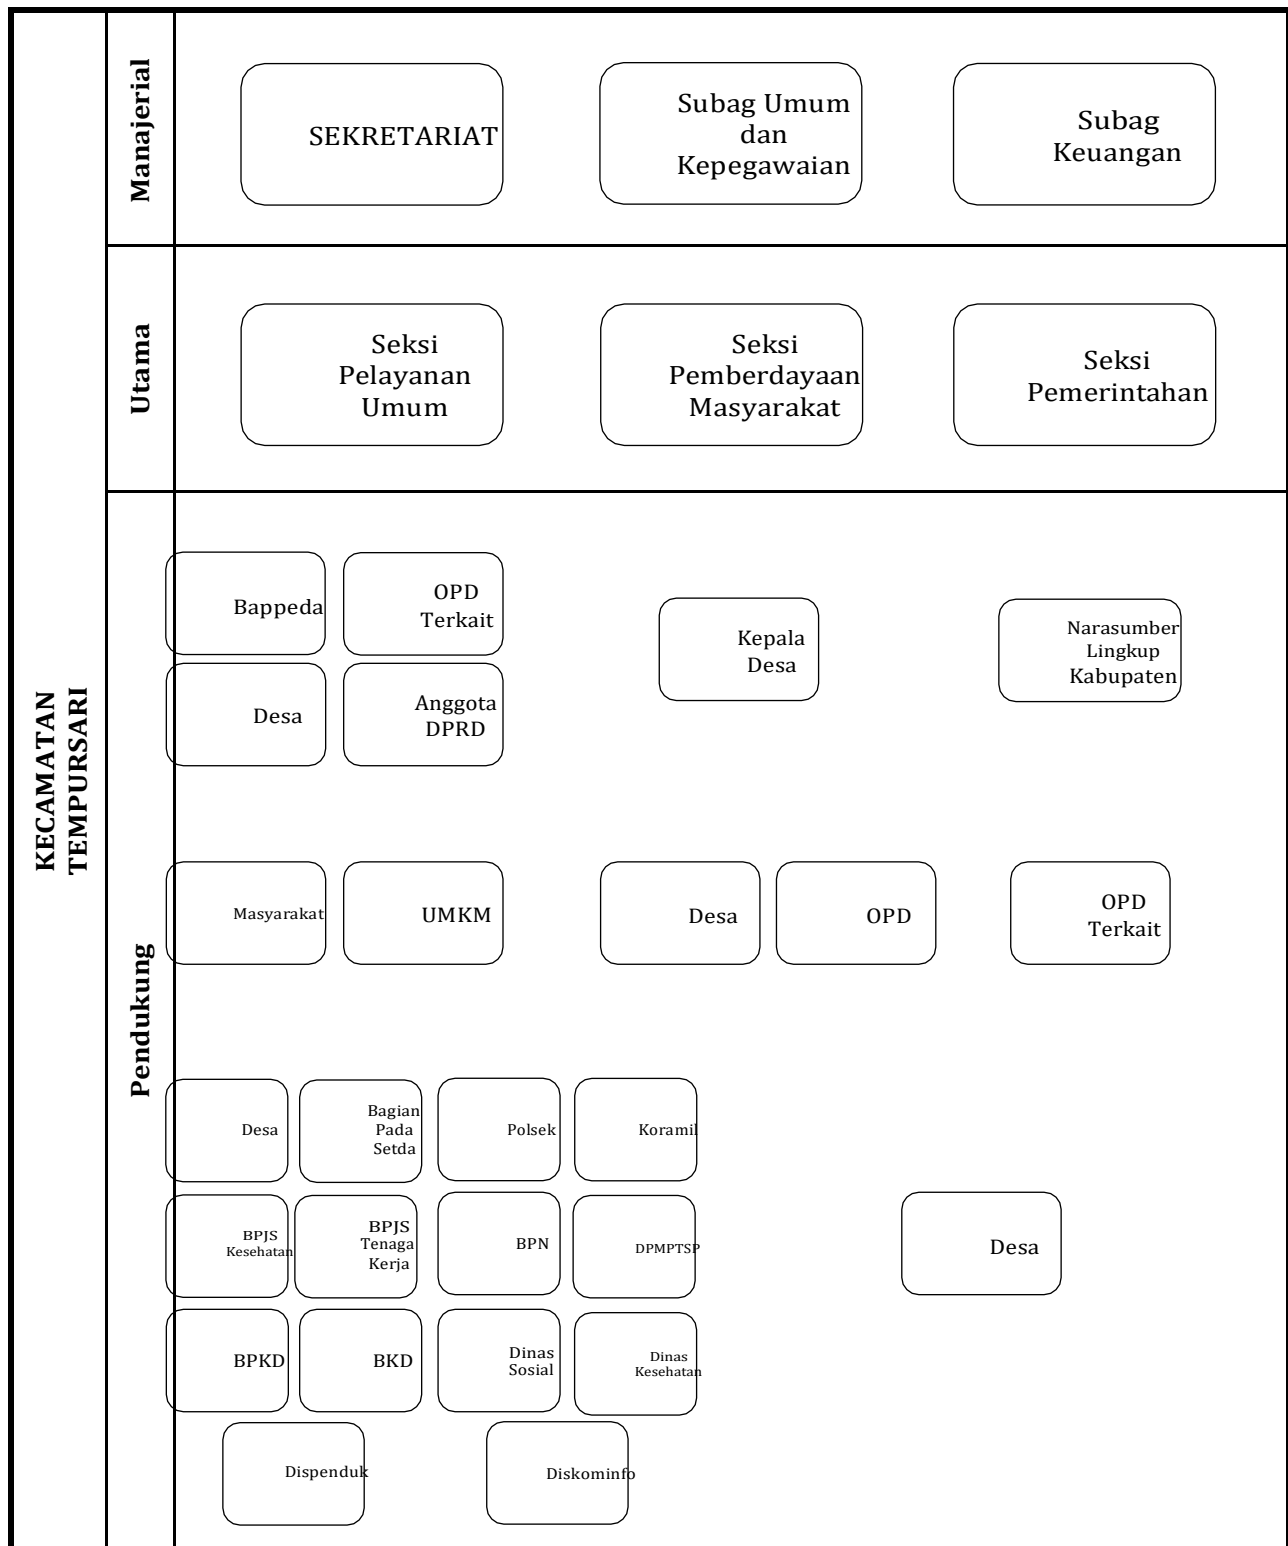 KECAMATAN
TEMPURSARI
Manajerial
SEKRETARIAT
Subag Umum
dan
Kepegawaian
Subag
Keuangan
Utama
Seksi
Pelayanan
Umum
Seksi
Pemberdayaan
Masyarakat
Seksi
Pemerintahan
Pendukung
Bappeda
OPD
Terkait
Desa
Anggota
DPRD
Kepala
Desa
Narasumber
Lingkup
Kabupaten
Masyarakat
UMKM
Desa
OPD
OPD
Terkait
Desa
Bagian
Pada
Setda
Polsek
Koramil
BPJS
Kesehatan
BPJS
Tenaga
Kerja
BPN
DPMPTSP
Desa
BPKD
BKD
Dinas
Sosial
Dinas
Kesehatan
Dispenduk
Diskominfo